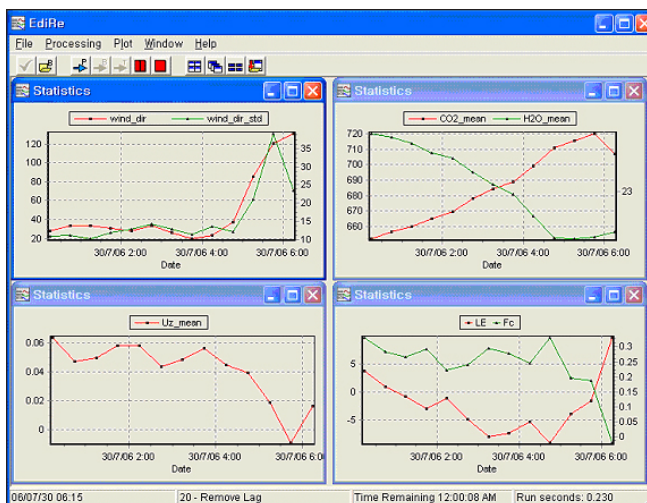 EdiRe
File Processing Plot Window Help
Statistics
wind_dir wind_dir_std
120
100
80
60
40
20
35
30
25
20
15
10
30/7/06 2:00 30/7/06 4:00 30/7/06 6:00
Date
Statistics
CO2_mean H2O_mean
720
710
700
690
680
670
660
23
30/7/06 2:00 30/7/06 4:00 30/7/06 6:00
Date
Statistics
Uz_mean
0.06
0.04
0.02
0
30/7/06 2:00 30/7/06 4:00 30/7/06 6:0
Date
Statistics
LE Fc
5
0
-5
0.3
0.25
0.2
0.15
0.1
0.05
0
30/7/06 2:00 30/7/06 4:00 30/7/06 6:00
Date
06/07/30 06:15 20 - Remove Lag Time Remaining 12:00:08 AM Run seconds: 0.230